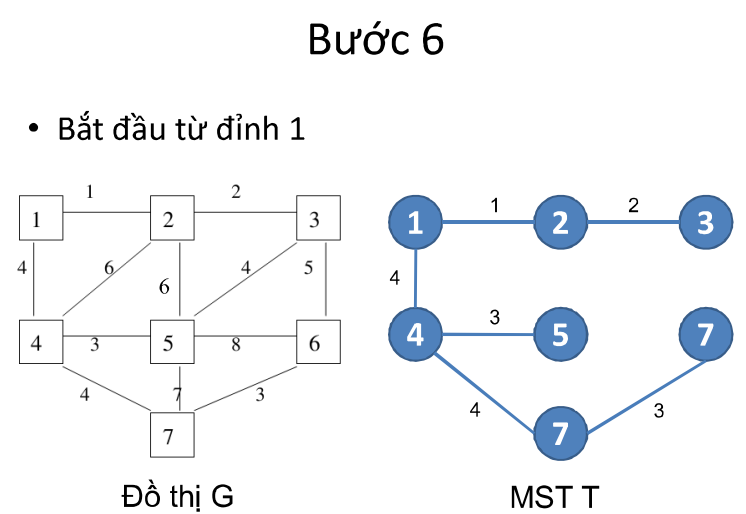 Bước 6
• Bắt đầu từ đỉnh 1
1 2
1 2 3
4 6 6 4 5
4 3 5 8 6
4 7 3
7
Đồ thị G
1 2
1 2 3
4
3
4 5 7
4 3
7
MST T